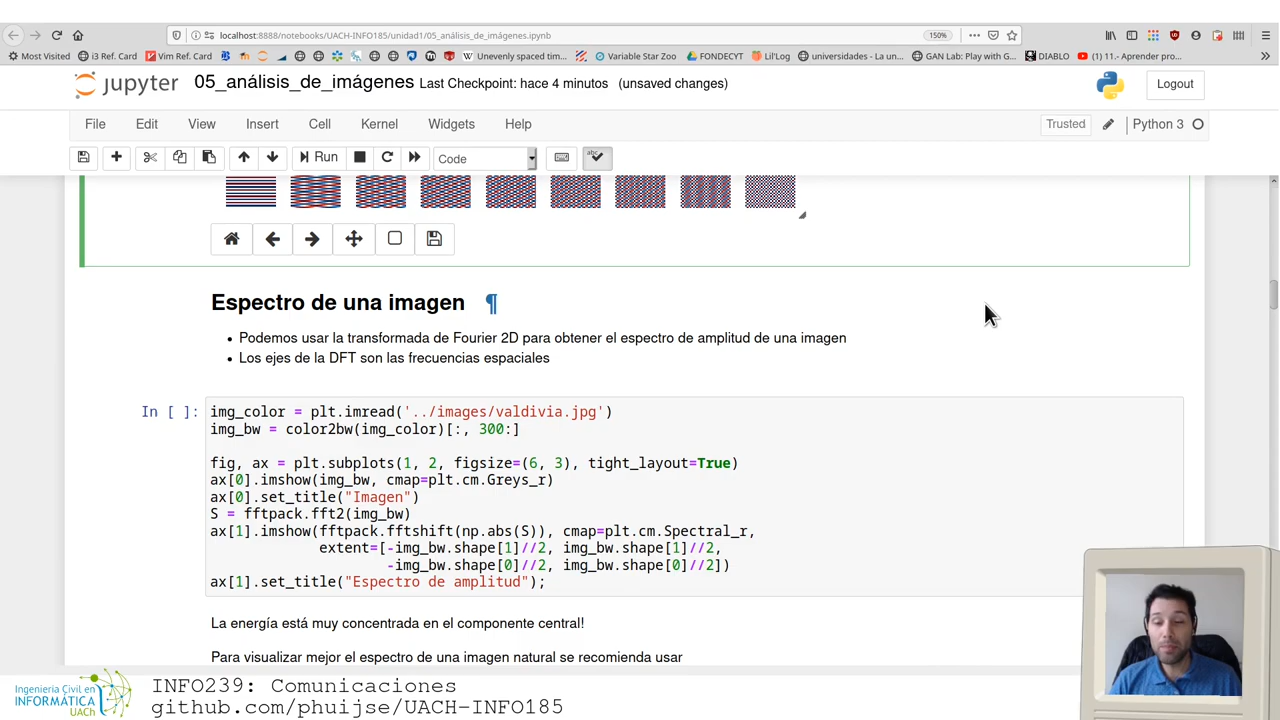 localhost:8888/notebooks/UACH-INFO185/unidad1/05_análisis_de_imágenes.ipynb
150%
Most Visited
i3 Ref. Card
Vim Ref. Card
Unevenly spaced tim...
Variable Star Zoo
FONDECYT
Lil'Log
universidades - La un...
GAN Lab: Play with G...
DIABLO
(1) 11.- Aprender pro...
jupyter 05_análisis_de_imágenes Last Checkpoint: hace 4 minutos (unsaved changes)
Logout
File Edit View Insert Cell Kernel Widgets Help
Trusted
Python 3
Run
Code
abc
Espectro de una imagen ¶
• Podemos usar la transformada de Fourier 2D para obtener el espectro de amplitud de una imagen
• Los ejes de la DFT son las frecuencias espaciales
In [ ]: img_color = plt.imread('../images/valdivia.jpg')
img_bw = color2bw(img_color)[:, 300:]
fig, ax = plt.subplots(1, 2, figsize=(6, 3), tight_layout=True)
ax[0].imshow(img_bw, cmap=plt.cm.Greys_r)
ax[0].set_title("Imagen")
S = fftpack.fft2(img_bw)
ax[1].imshow(fftpack.fftshift(np.abs(S)), cmap=plt.cm.Spectral_r,
extent=[-img_bw.shape[1]//2, img_bw.shape[1]//2,
-img_bw.shape[0]//2, img_bw.shape[0]//2])
ax[1].set_title("Espectro de amplitud");
La energía está muy concentrada en el componente central!
Para visualizar mejor el espectro de una imagen natural se recomienda usar
Ingeniería Civil en
INFORMÁTICA
UACh
INFO239: Comunicaciones
github.com/phuijse/UACH-INFO185